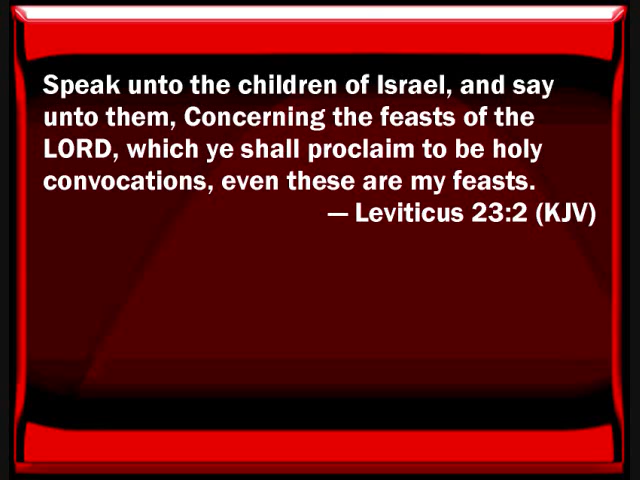 Speak unto the children of Israel, and say
unto them, Concerning the feasts of the
LORD, which ye shall proclaim to be holy
convocations, even these are my feasts.
— Leviticus 23:2 (KJV)